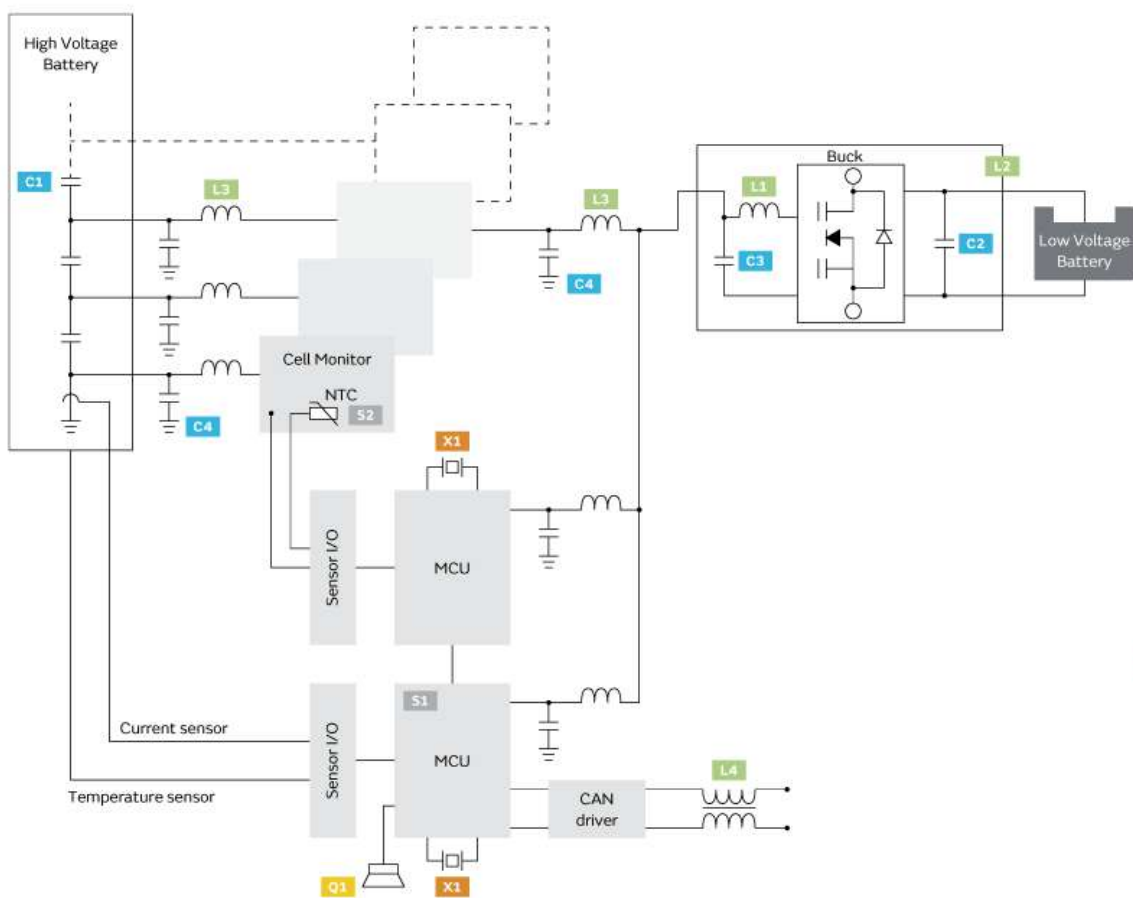 High Voltage
Battery
C1
L3
L3
C4
Buck
L1
L2
C3
C2
Low Voltage
Battery
Cell Monitor
NTC
S2
C4
X1
Sensor I/O
MCU
S1
Sensor I/O
MCU
Current sensor
Temperature sensor
CAN
driver
L4
Q1
X1